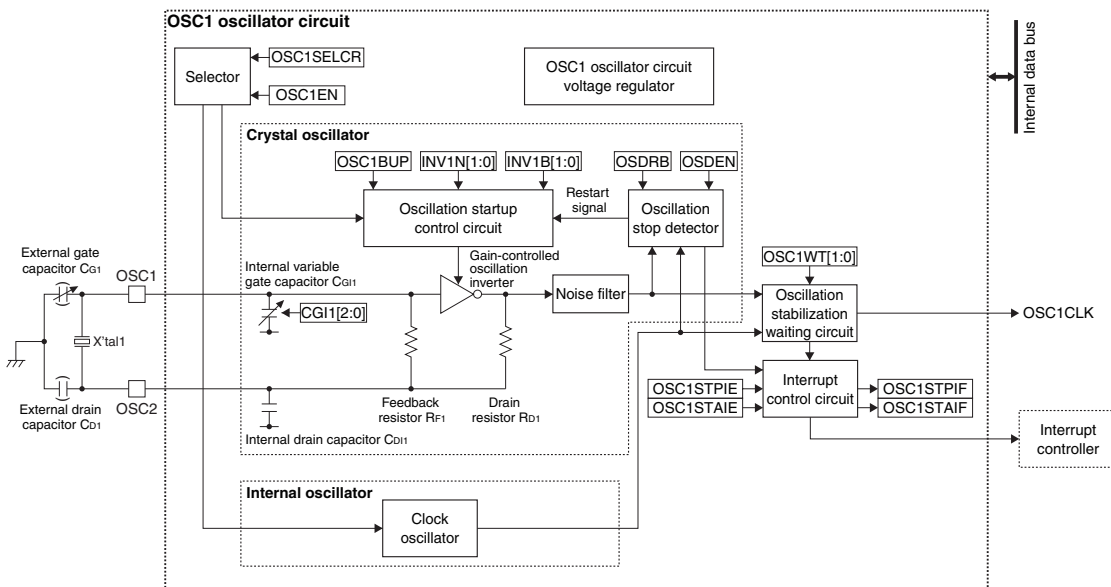 OSC1 oscillator circuit
Selector
OSC1SELCR
OSC1EN
OSC1 oscillator circuit
voltage regulator
Internal data bus
Crystal oscillator
OSC1BUP
INV1N[1:0]
INV1B[1:0]
OSDRB
OSDEN
Oscillation startup
control circuit
Restart
signal
Oscillation
stop detector
External gate
capacitor CG1
OSC1
Internal variable
gate capacitor CGI1
Gain-controlled
oscillation
inverter
CGI1[2:0]
Noise filter
OSC1WT[1:0]
Oscillation
stabilization
waiting circuit
OSC1CLK
X'tal1
External drain
capacitor CD1
OSC2
Internal drain capacitor CDI1
Feedback
resistor RF1
Drain
resistor RD1
OSC1STPIE
OSC1STAIE
Interrupt
control circuit
OSC1STPIF
OSC1STAIF
Interrupt
controller
Internal oscillator
Clock
oscillator